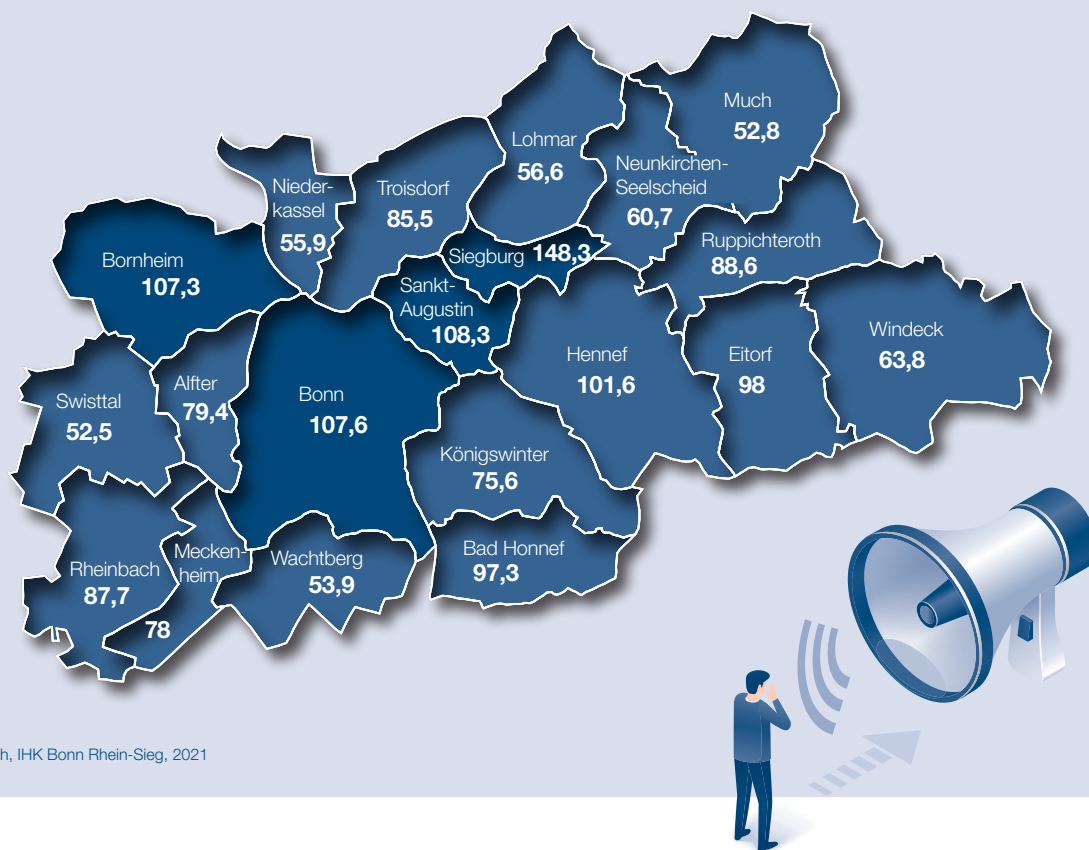 Much
52,8
Lohmar
56,6
Neunkirchen-
Seelscheid
60,7
Nieder-
kassel
55,9
Troisdorf
85,5
Ruppichteroth
88,6
Siegburg 148,3
Bornheim
107,3
Sankt-
Augustin
108,3
Windeck
63,8
Hennef
101,6
Eitorf
98
Alfter
79,4
Bonn
107,6
Swisttal
52,5
Königswinter
75,6
Bad Honnef
97,3
Mecken-
heim
78
Wachtberg
53,9
Rheinbach
87,7
h, IHK Bonn Rhein-Sieg, 2021